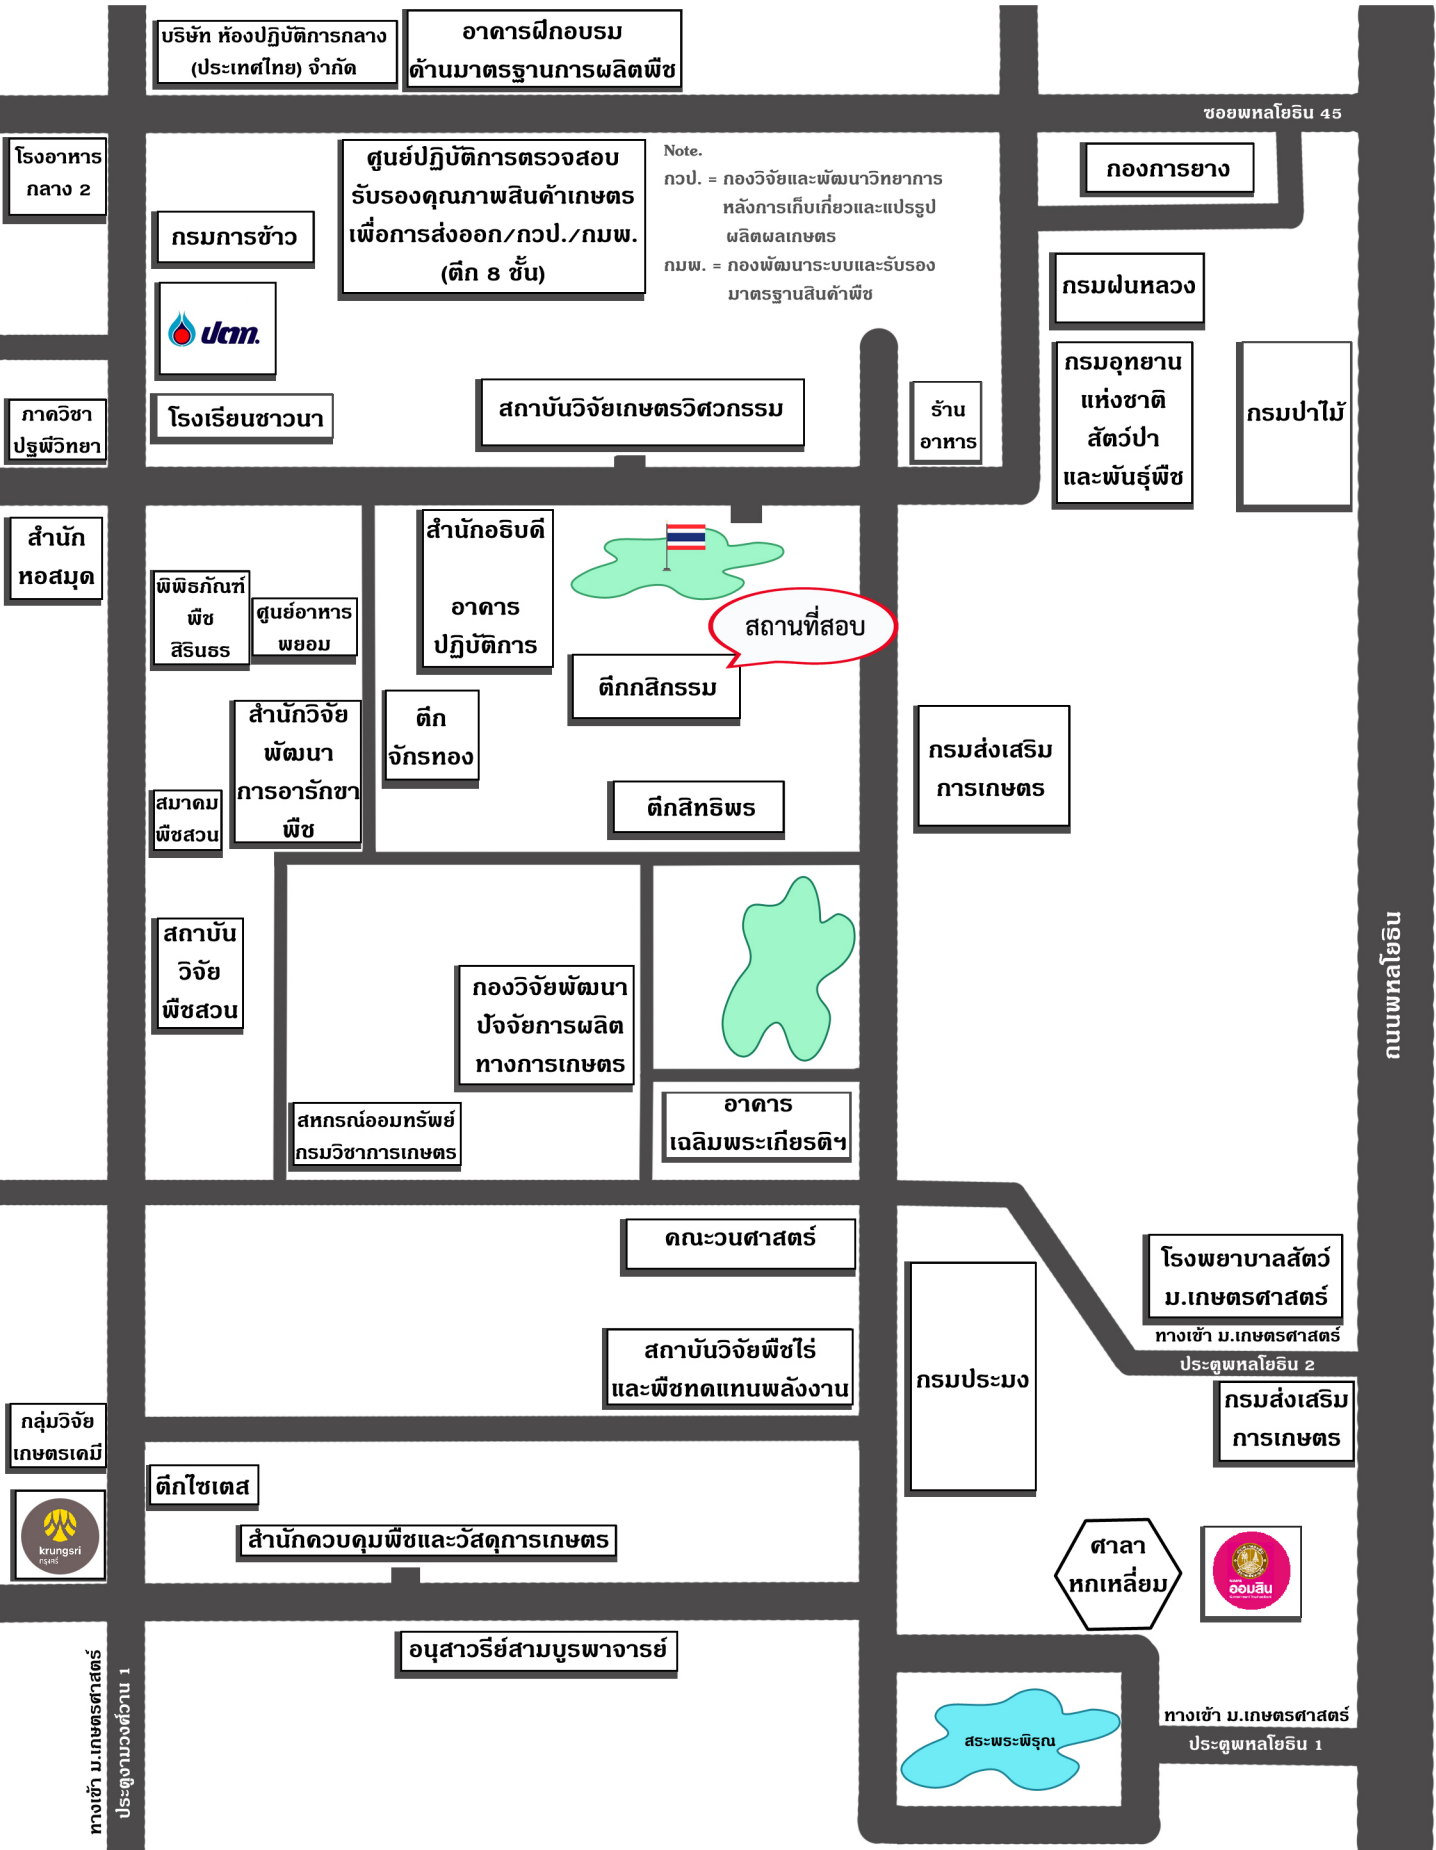 บริษัท ห้องปฏิบัติการกลาง
(ประเทศไทย) จำกัด
อาคารฝึกอบรม
ด้านมาตรฐานการผลิตพืช
ซอยพหลโยธิน 45
โรงอาหาร
กลาง 2
ศูนย์ปฏิบัติการตรวจสอบ
รับรองคุณภาพสินค้าเกษตร
เพื่อการส่งออก/กวป./กมพ.
(ตึก 8 ชั้น)
Note.
กวป. = กองวิจัยและพัฒนาวิทยาการ
หลังการเก็บเกี่ยวและแปรรูป
ผลิตผลเกษตร
กมพ. = กองพัฒนาระบบและรับรอง
มาตรฐานสินค้าพืช
กองการยาง
กรมการข้าว
กรมฝนหลวง
ปตท.
กรมอุทยาน
แห่งชาติ
สัตว์ป่า
และพันธุ์พืช
กรมป่าไม้
ภาควิชา
ปฐพีวิทยา
โรงเรียนชาวนา
สถาบันวิจัยเกษตรวิศวกรรม
ร้าน
อาหาร
สำนัก
หอสมุด
สำนักอธิบดี
อาคาร
ปฏิบัติการ
พิพิธภัณฑ์
พืช
สิรินธร
ศูนย์อาหาร
พยอม
สถานที่สอบ
ตึกกสิกรรม
สำนักวิจัย
พัฒนา
การอารักขา
พืช
ตึก
จักรทอง
กรมส่งเสริม
การเกษตร
สมาคม
พืชสวน
ตึกสิทธิพร
สถาบัน
วิจัย
พืชสวน
ถนนพหลโยธิน
กองวิจัยพัฒนา
ปัจจัยการผลิต
ทางการเกษตร
สหกรณ์ออมทรัพย์
กรมวิชาการเกษตร
อาคาร
เฉลิมพระเกียรติฯ
คณะวนศาสตร์
โรงพยาบาลสัตว์
ม.เกษตรศาสตร์
ทางเข้า ม.เกษตรศาสตร์
ประตูพหลโยธิน 2
สถาบันวิจัยพืชไร่
และพืชทดแทนพลังงาน
กรมประมง
กรมส่งเสริม
การเกษตร
กลุ่มวิจัย
เกษตรเคมี
ตึกไซเตส
krungsri
กรุงศรี
สำนักควบคุมพืชและวัสดุการเกษตร
ศาลา
หกเหลี่ยม
ออมสิน
อนุสาวรีย์สามบูรพาจารย์
ทางเข้า ม.เกษตรศาสตร์
ประตูงามวงศ์วาน 1
สระพระพิรุณ
ทางเข้า ม.เกษตรศาสตร์
ประตูพหลโยธิน 1